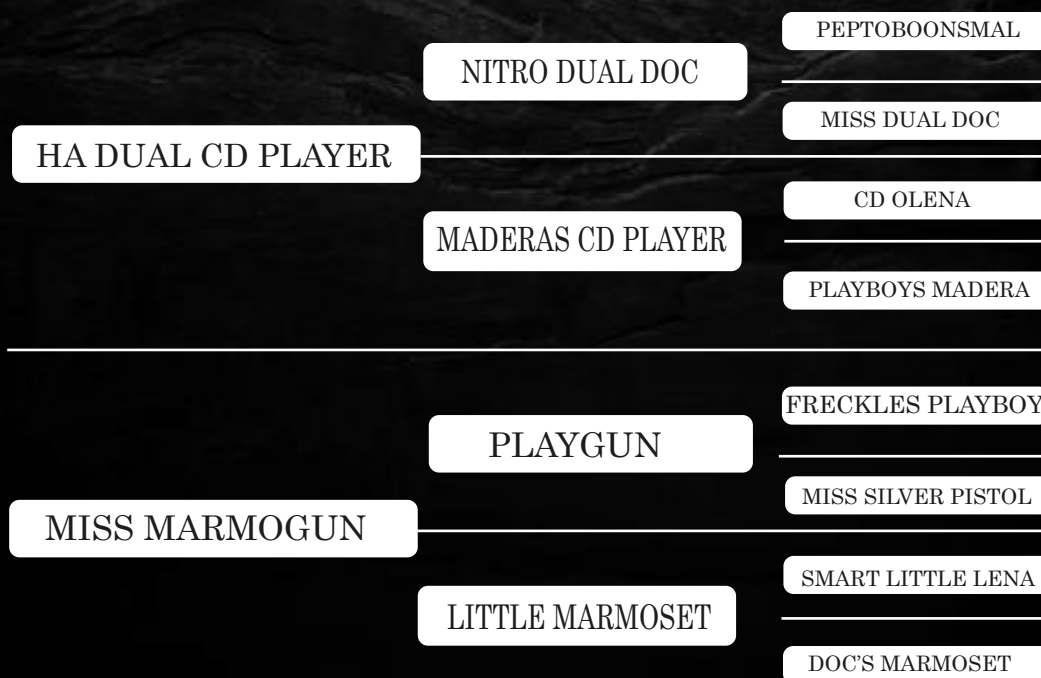 PEPTOBOONSMAL
NITRO DUAL DOC
MISS DUAL DOC
HA DUAL CD PLAYER
CD OLENA
MADERAS CD PLAYER
PLAYBOYS MADERA
FRECKLES PLAYBOY
PLAYGUN
MISS SILVER PISTOL
MISS MARMOGUN
SMART LITTLE LENA
LITTLE MARMOSET
DOC’S MARMOSET